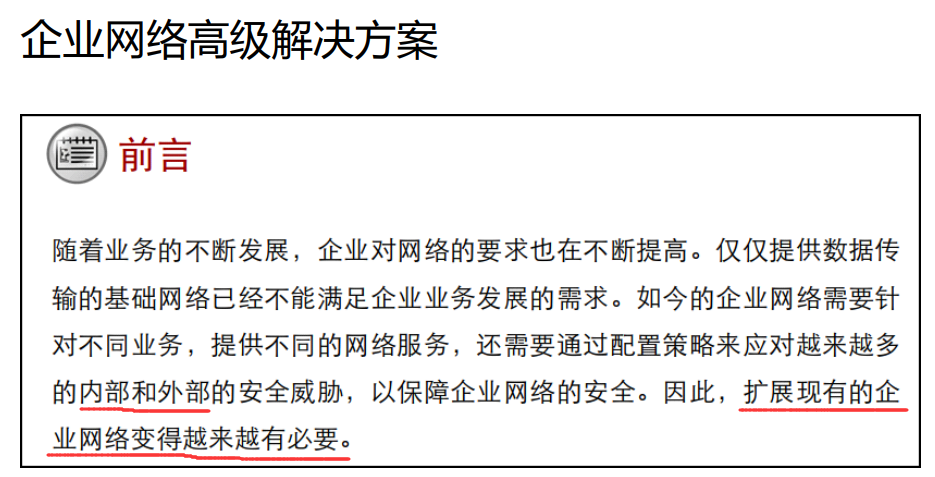 企业网络高级解决方案
前言
随着业务的不断发展，企业对网络的要求也在不断提高。仅仅提供数据传
输的基础网络已经不能满足企业业务发展的需求。如今的企业网络需要针
对不同业务，提供不同的网络服务，还需要通过配置策略来应对越来越多
的内部和外部的安全威胁，以保障企业网络的安全。因此，扩展现有的企
业网络变得越来越有必要。